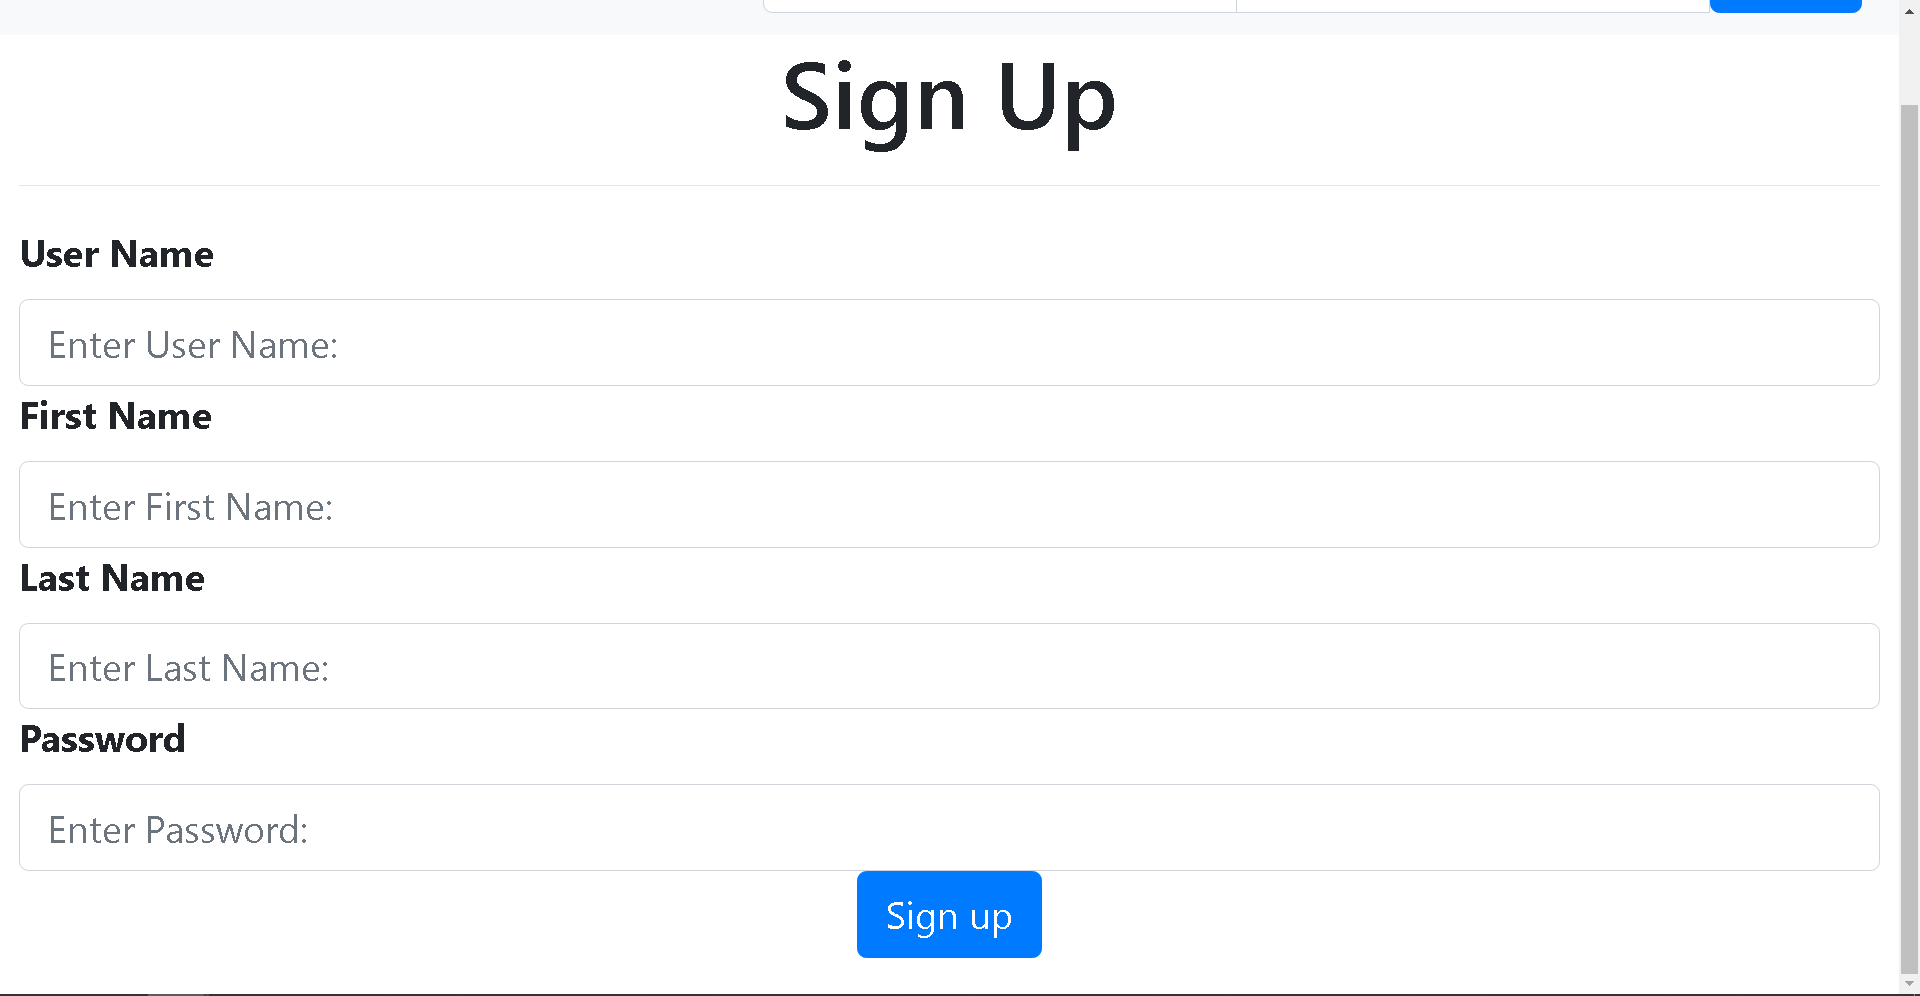 Sign Up
User Name
Enter User Name:
First Name
Enter First Name:
Last Name
Enter Last Name:
Password
Enter Password:
Sign up